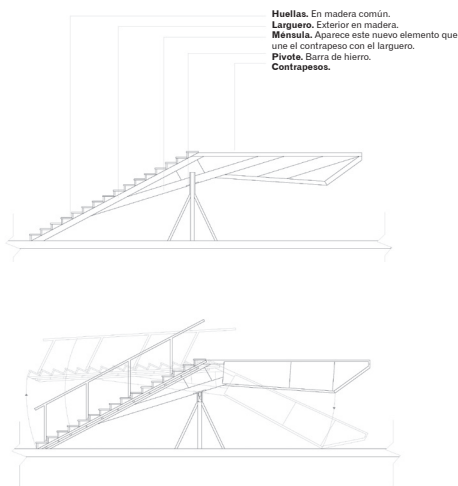 Huellas. En madera común.
Larguero. Exterior en madera.
Ménsula. Aparece este nuevo elemento que
une el contrapeso con el larguero.
Pivote. Barra de hierro.
Contrapesos.